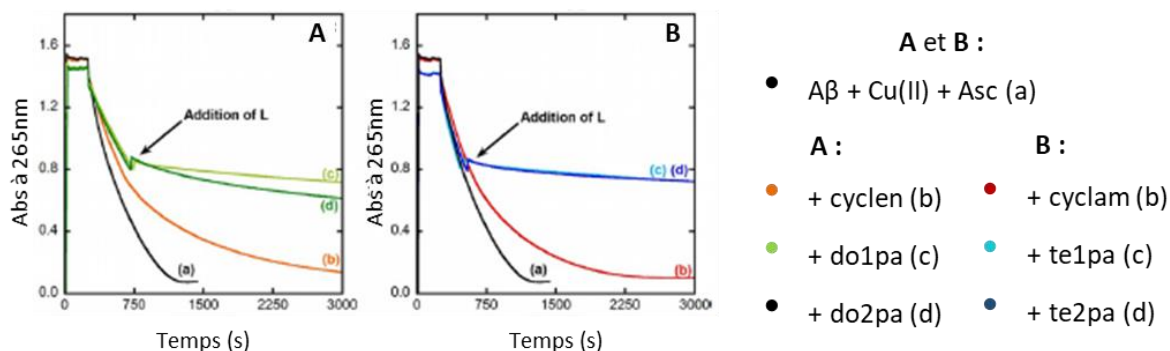 A
1.6
1.2
0.8
0.4
0.0
Abs à 265nm
Addition of L
(c)
(d)
(a)
(b)
0
750
1500
2250
3000
Temps (s)
B
1.6
1.2
0.8
0.4
0.0
Abs à 265nm
Addition of L
(c) (d)
(a)
(b)
0
750
1500
2250
3000
Temps (s)
A et B :
Aβ + Cu(II) + Asc (a)
A :
+ cyclen (b)
+ do1pa (c)
+ do2pa (d)
B :
+ cyclam (b)
+ te1pa (c)
+ te2pa (d)